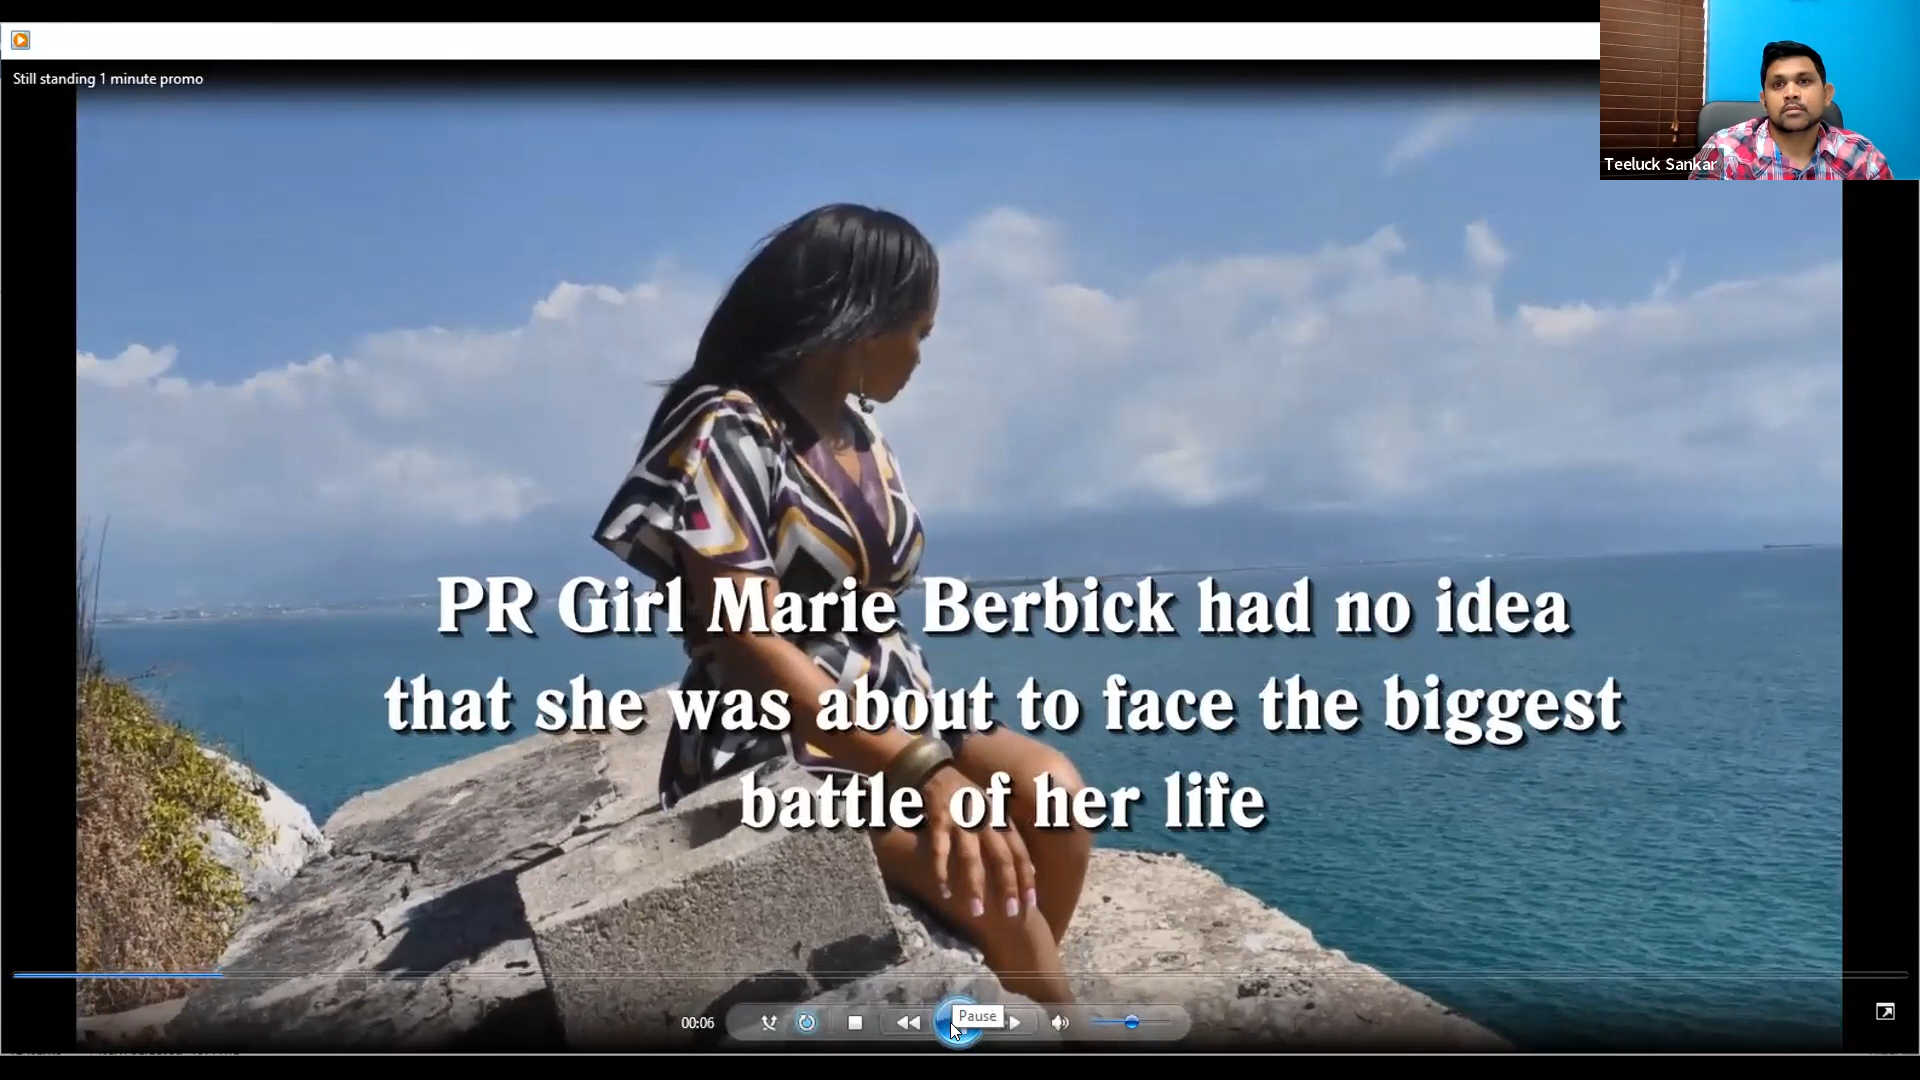 Still standing 1 minute promo
Teeluck Sankar
PR Girl Marie Berbick had no idea
that she was about to face the biggest
battle of her life
00:06
Pause